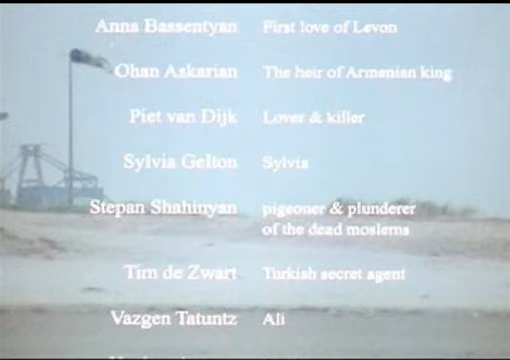 Anna Bassentyan First love of Levon
Ohan Askarian The heir of Armenian king
Piet van Dijk Lover & killer
Sylvia Gelton Sylvia
Stepan Shahinyan pigeoner & plunderer
of the dead moslems
Tim de Zwart Turkish secret agent
Vazgen Tatuntz Ali